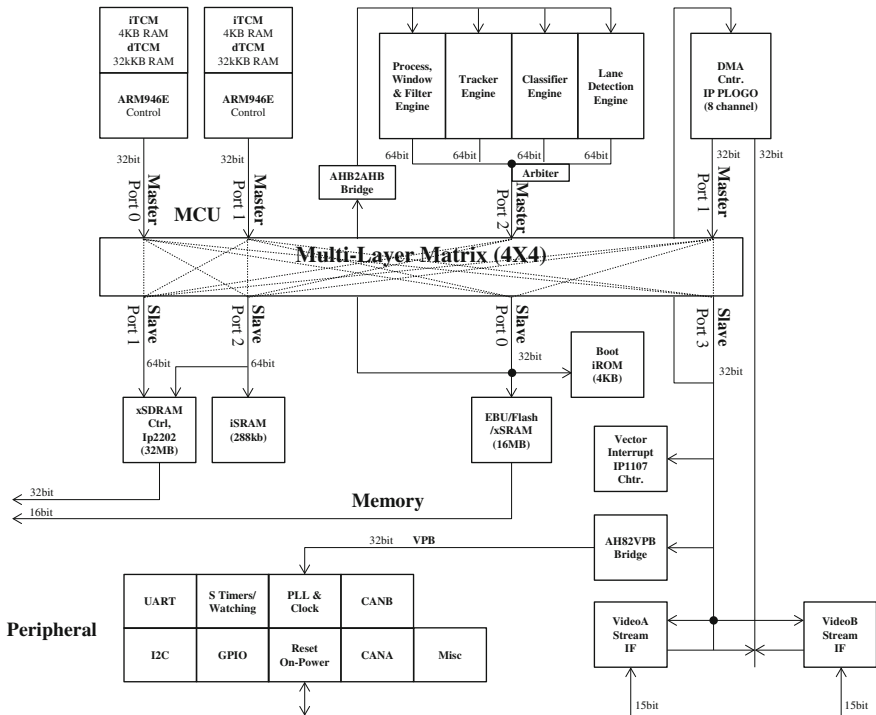 iTCM
4KB RAM
dTCM
32kKB RAM
ARM946E
Control
iTCM
4KB RAM
dTCM
32kKB RAM
ARM946E
Control
Process,
Window
& Filter
Engine
Tracker
Engine
Classifier
Engine
Lane
Detection
Engine
DMA
Cntr.
IP PLOGO
(8 channel)
32bit
32bit
64bit
64bit
64bit
64bit
32bit
32bit
AHB2AHB
Bridge
Arbiter
MCU
Master
Port 0
Master
Port 1
Master
Port 2
Master
Port 1
Multi-Layer Matrix (4X4)
Slave
Port 1
Slave
Port 2
Slave
Port 0
Slave
Port 3
64bit
64bit
32bit
32bit
Boot
iROM
(4KB)
xSDRAM
Ctrl,
Ip2202
(32MB)
iSRAM
(288kb)
EBU/Flash
/xSRAM
(16MB)
Vector
Interrupt
IP1107
Chtr.
32bit
16bit
Memory
32bit
VPB
AH82VPB
Bridge
Peripheral
UART
S Timers/
Watching
PLL &
Clock
CANB
I2C
GPIO
Reset
On-Power
CANA
Misc
VideoA
Stream
IF
VideoB
Stream
IF
15bit
15bit